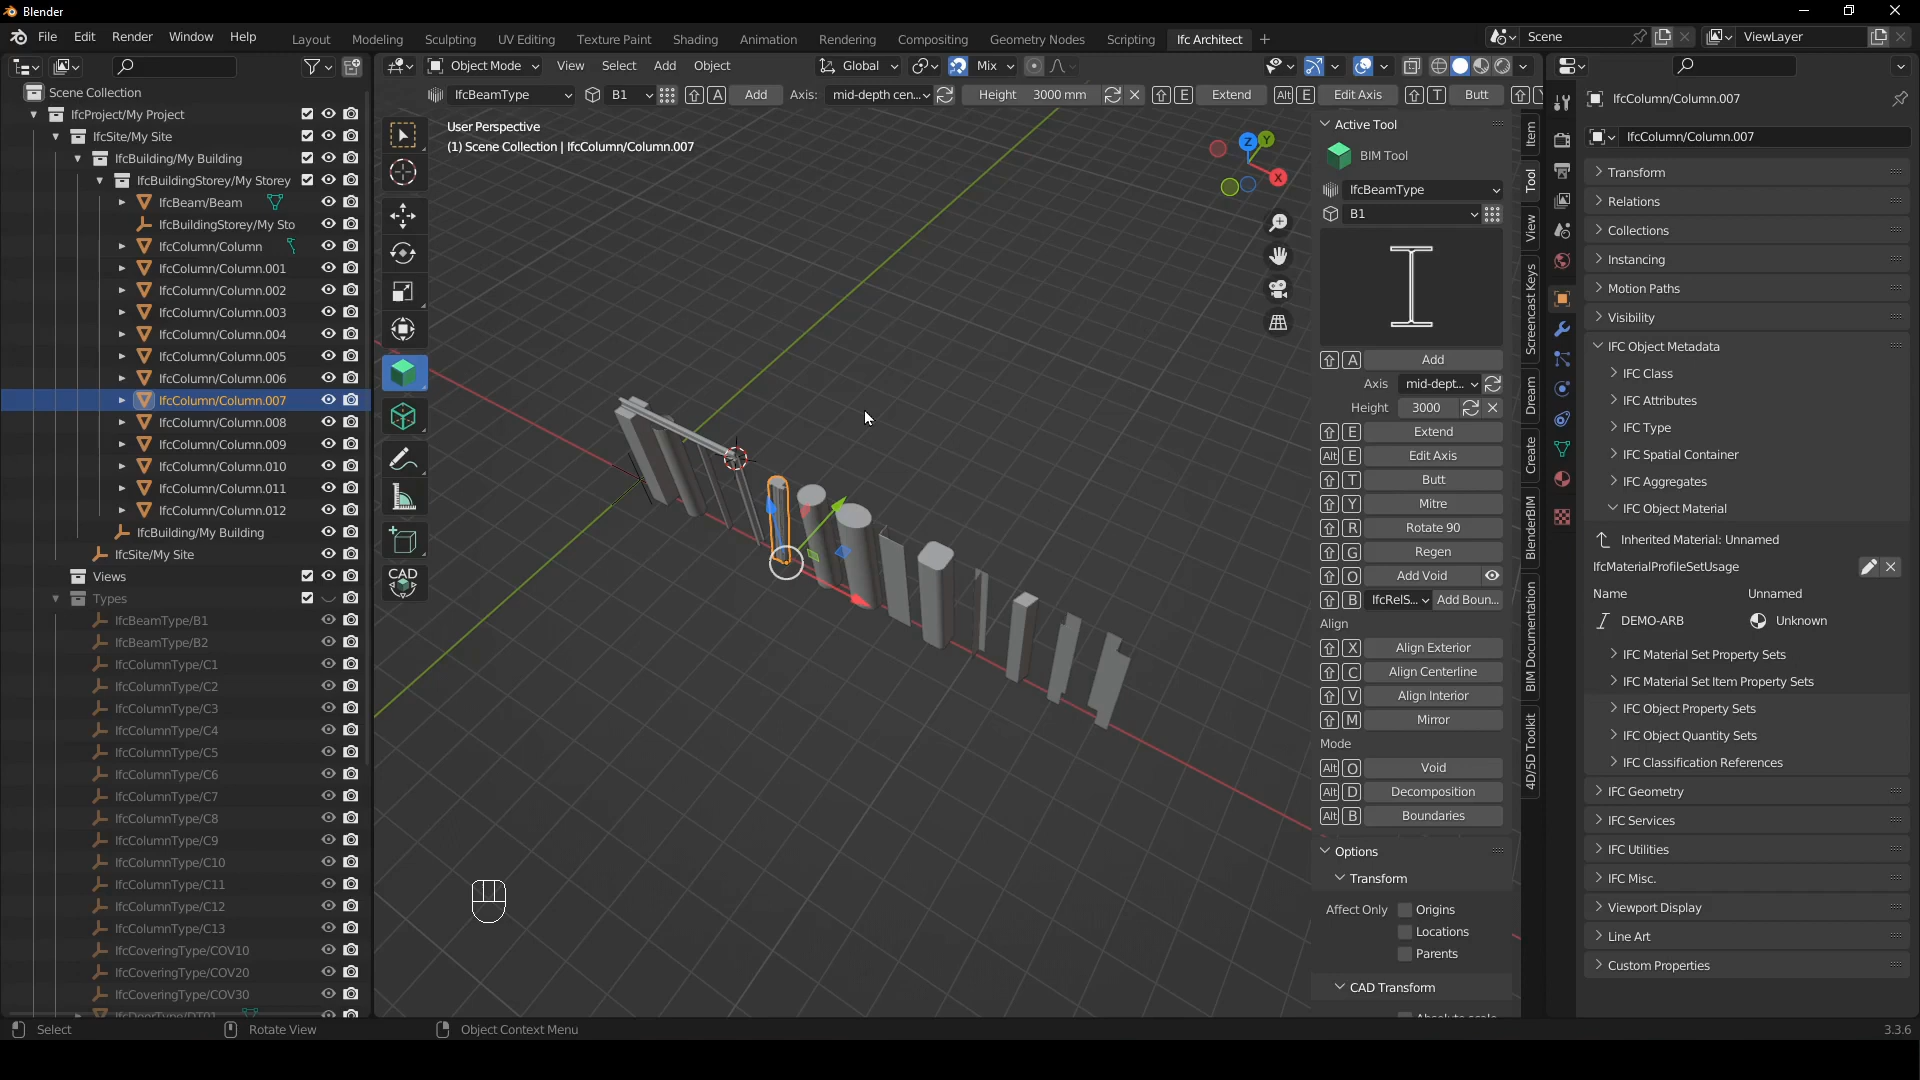 Blender
File Edit Render Window Help Layout Modeling Sculpting UV Editing Texture Paint Shading Animation Rendering Compositing Geometry Nodes Scripting Ifc Architect + Scene ViewLayer
Object Mode View Select Add Object Global Mix
IfcBeamType B1 A Add Axis: mid-depth cen... Height 3000 mm E Extend Alt E Edit Axis T Butt Y
Scene Collection
IfcProject/My Project
IfcSite/My Site
IfcBuilding/My Building
IfcBuildingStorey/My Storey
IfcBeam/Beam
IfcBuildingStorey/My Sto
IfcColumn/Column
IfcColumn/Column.001
IfcColumn/Column.002
IfcColumn/Column.003
IfcColumn/Column.004
IfcColumn/Column.005
IfcColumn/Column.006
IfcColumn/Column.007
IfcColumn/Column.008
IfcColumn/Column.009
IfcColumn/Column.010
IfcColumn/Column.011
IfcColumn/Column.012
IfcBuilding/My Building
IfcSite/My Site
Views
Types
IfcBeamType/B1
IfcBeamType/B2
IfcColumnType/C1
IfcColumnType/C2
IfcColumnType/C3
IfcColumnType/C4
IfcColumnType/C5
IfcColumnType/C6
IfcColumnType/C7
IfcColumnType/C8
IfcColumnType/C9
IfcColumnType/C10
IfcColumnType/C11
IfcColumnType/C12
IfcColumnType/C13
IfcCoveringType/COV10
IfcCoveringType/COV20
IfcCoveringType/COV30
IfcDoorType/DT01
User Perspective
(1) Scene Collection | IfcColumn/Column.007
Z Y
X
CAD
Active Tool
BIM Tool
IfcBeamType
B1
A Add
Axis mid-dept...
Height 3000
E Extend
Alt E Edit Axis
T Butt
Y Mitre
R Rotate 90
G Regen
O Add Void
B IfcRelS... Add Boun...
Align
X Align Exterior
C Align Centerline
V Align Interior
M Mirror
Mode
Alt O Void
Alt D Decomposition
Alt B Boundaries
Options
Transform
Affect Only Origins
Locations
Parents
CAD Transform
Absolute scale
Item
Tool
View
Screencast Keys
Dream
Create
BlenderBIM
BIM Documentation
4D/5D Toolkit
IfcColumn/Column.007
IfcColumn/Column.007
Transform
Relations
Collections
Instancing
Motion Paths
Visibility
IFC Object Metadata
IFC Class
IFC Attributes
IFC Type
IFC Spatial Container
IFC Aggregates
IFC Object Material
Inherited Material: Unnamed
IfcMaterialProfileSetUsage
Name Unnamed
DEMO-ARB Unknown
IFC Material Set Property Sets
IFC Material Set Item Property Sets
IFC Object Property Sets
IFC Object Quantity Sets
IFC Classification References
IFC Geometry
IFC Services
IFC Utilities
IFC Misc.
Viewport Display
Line Art
Custom Properties
Select Rotate View Object Context Menu 3.3.6